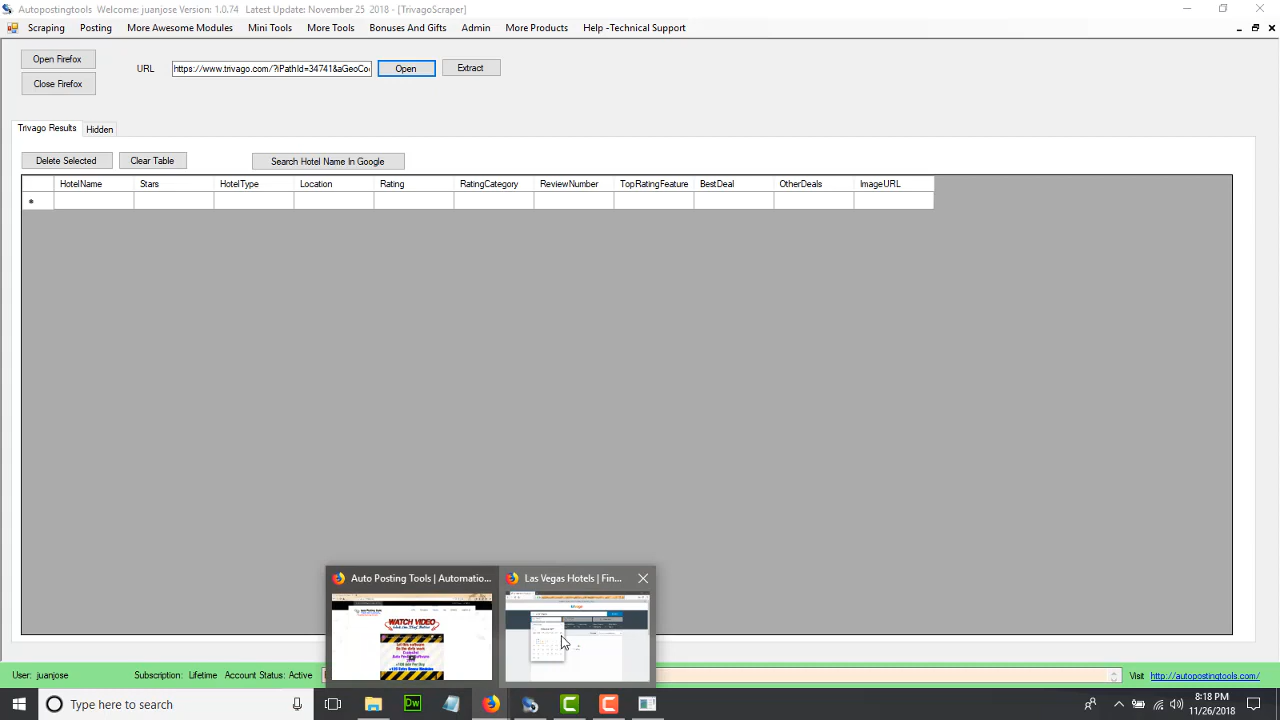 Autopostingtools Welcome: juanjose Version: 1.0.74 Latest Update: November 25 2018 - [TrivagoScraper]
Scraping Posting More Awesome Modules Mini Tools More Tools Bonuses And Gifts Admin More Products Help -Technical Support
Open Firefox
Close Firefox
URL https://www.trivago.com/?iPathId=34741&aGeoCo Open Extract
Trivago Results Hidden
Delete Selected Clear Table Search Hotel Name In Google
HotelName Stars HotelType Location Rating RatingCategory ReviewNumber TopRatingFeature BestDeal OtherDeals ImageURL
*
Auto Posting Tools | Automatio... Las Vegas Hotels | Fin...
WATCH VIDEO
User: juanjose Subscription: Lifetime Account Status: Active Visit http://autopostingtools.com/
Type here to search
Dw
8:18 PM
11/26/2018